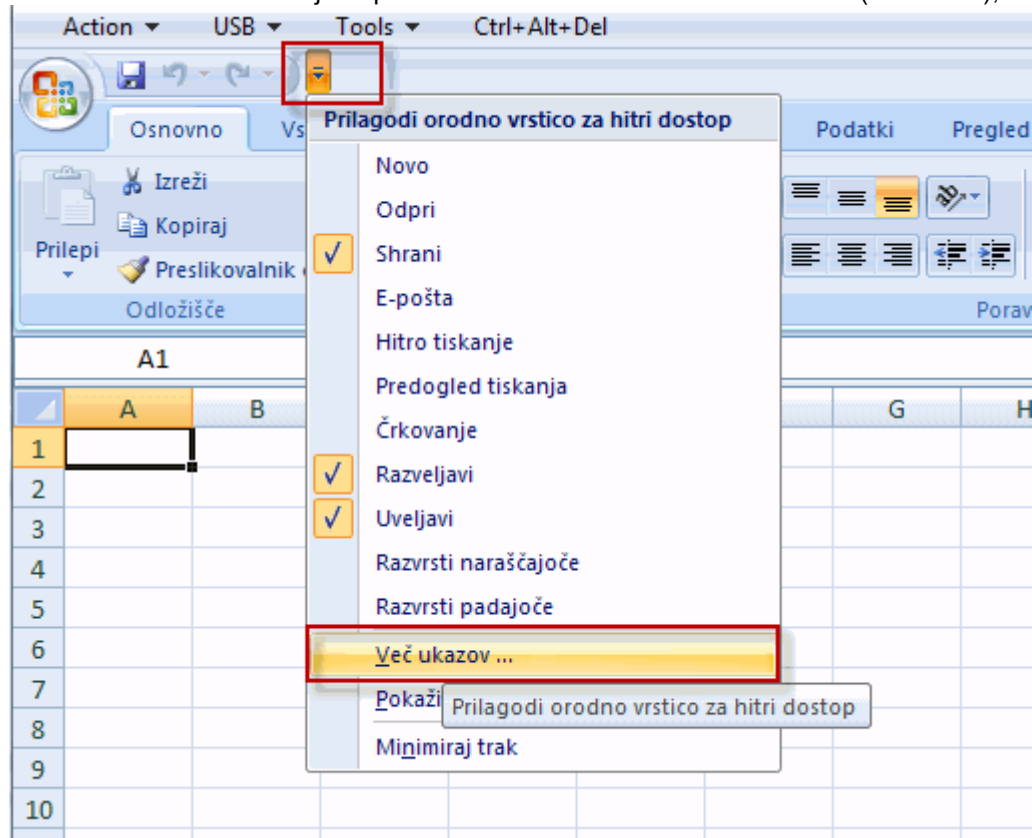 Action USB Tools Ctrl+Alt+Del
Prilagodi orodno vrstico za hitri dostop
Osnovno Vs Podatki Pregled
Novo
Izreži
Odpri
Kopiraj
Prilepi
Shrani
Preslikovalnik
E-pošta
Odložišče
Porav
Hitro tiskanje
A1
Predogled tiskanja
A B G H
Črkovanje
1
Razveljavi
2
Uveljavi
3
Razvrsti naraščajoče
4
Razvrsti padajoče
5
6
Več ukazov ...
7
Pokaži
Prilagodi orodno vrstico za hitri dostop
8
Minimiraj trak
9
10